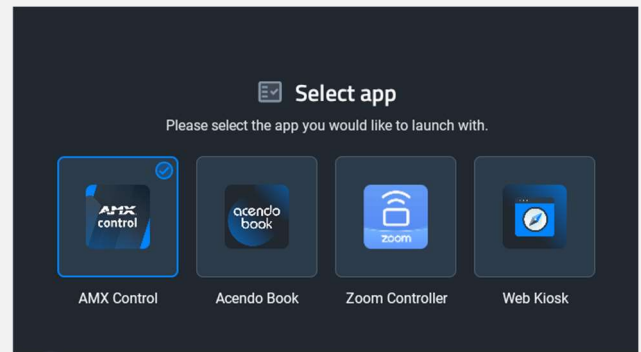 Select app
Please select the app you would like to launch with.
AMX
control
acendo
book
zoom
AMX Control
Acendo Book
Zoom Controller
Web Kiosk